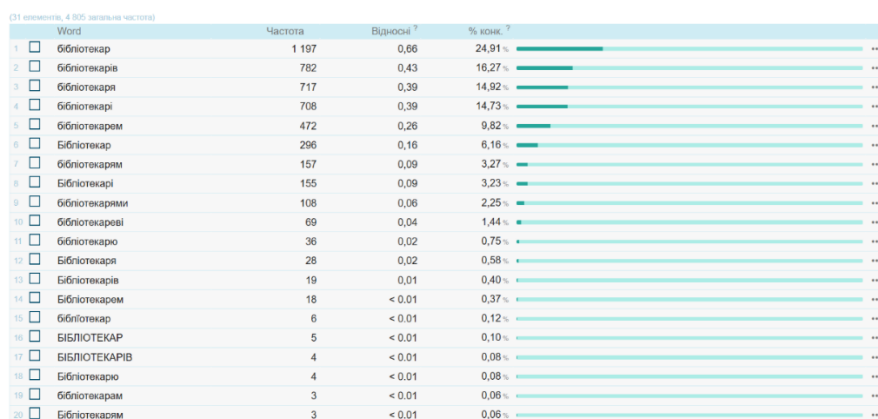 (31 елементів, 4 805 загальна частота)
Word Частота Відносні ? % конк. ?
1 бібліотекар 1 197 0,66 24,91 %
2 бібліотекарів 782 0,43 16,27 %
3 бібліотекаря 717 0,39 14,92 %
4 бібліотекарі 708 0,39 14,73 %
5 бібліотекарем 472 0,26 9,82 %
6 Бібліотекар 296 0,16 6,16 %
7 бібліотекарям 157 0,09 3,27 %
8 Бібліотекарі 155 0,09 3,23 %
9 бібліотекарями 108 0,06 2,25 %
10 бібліотекареві 69 0,04 1,44 %
11 бібліотекарю 36 0,02 0,75 %
12 Бібліотекаря 28 0,02 0,58 %
13 Бібліотекарів 19 0,01 0,40 %
14 Бібліотекарем 18 < 0.01 0,37 %
15 бібліїотекар 6 < 0.01 0,12 %
16 БІБЛІОТЕКАР 5 < 0.01 0,10 %
17 БІБЛІОТЕКАРІВ 4 < 0.01 0,08 %
18 Бібліотекарю 4 < 0.01 0,08 %
19 бібліотекарам 3 < 0.01 0,06 %
20 Бібліотекарям 3 < 0.01 0,06 %